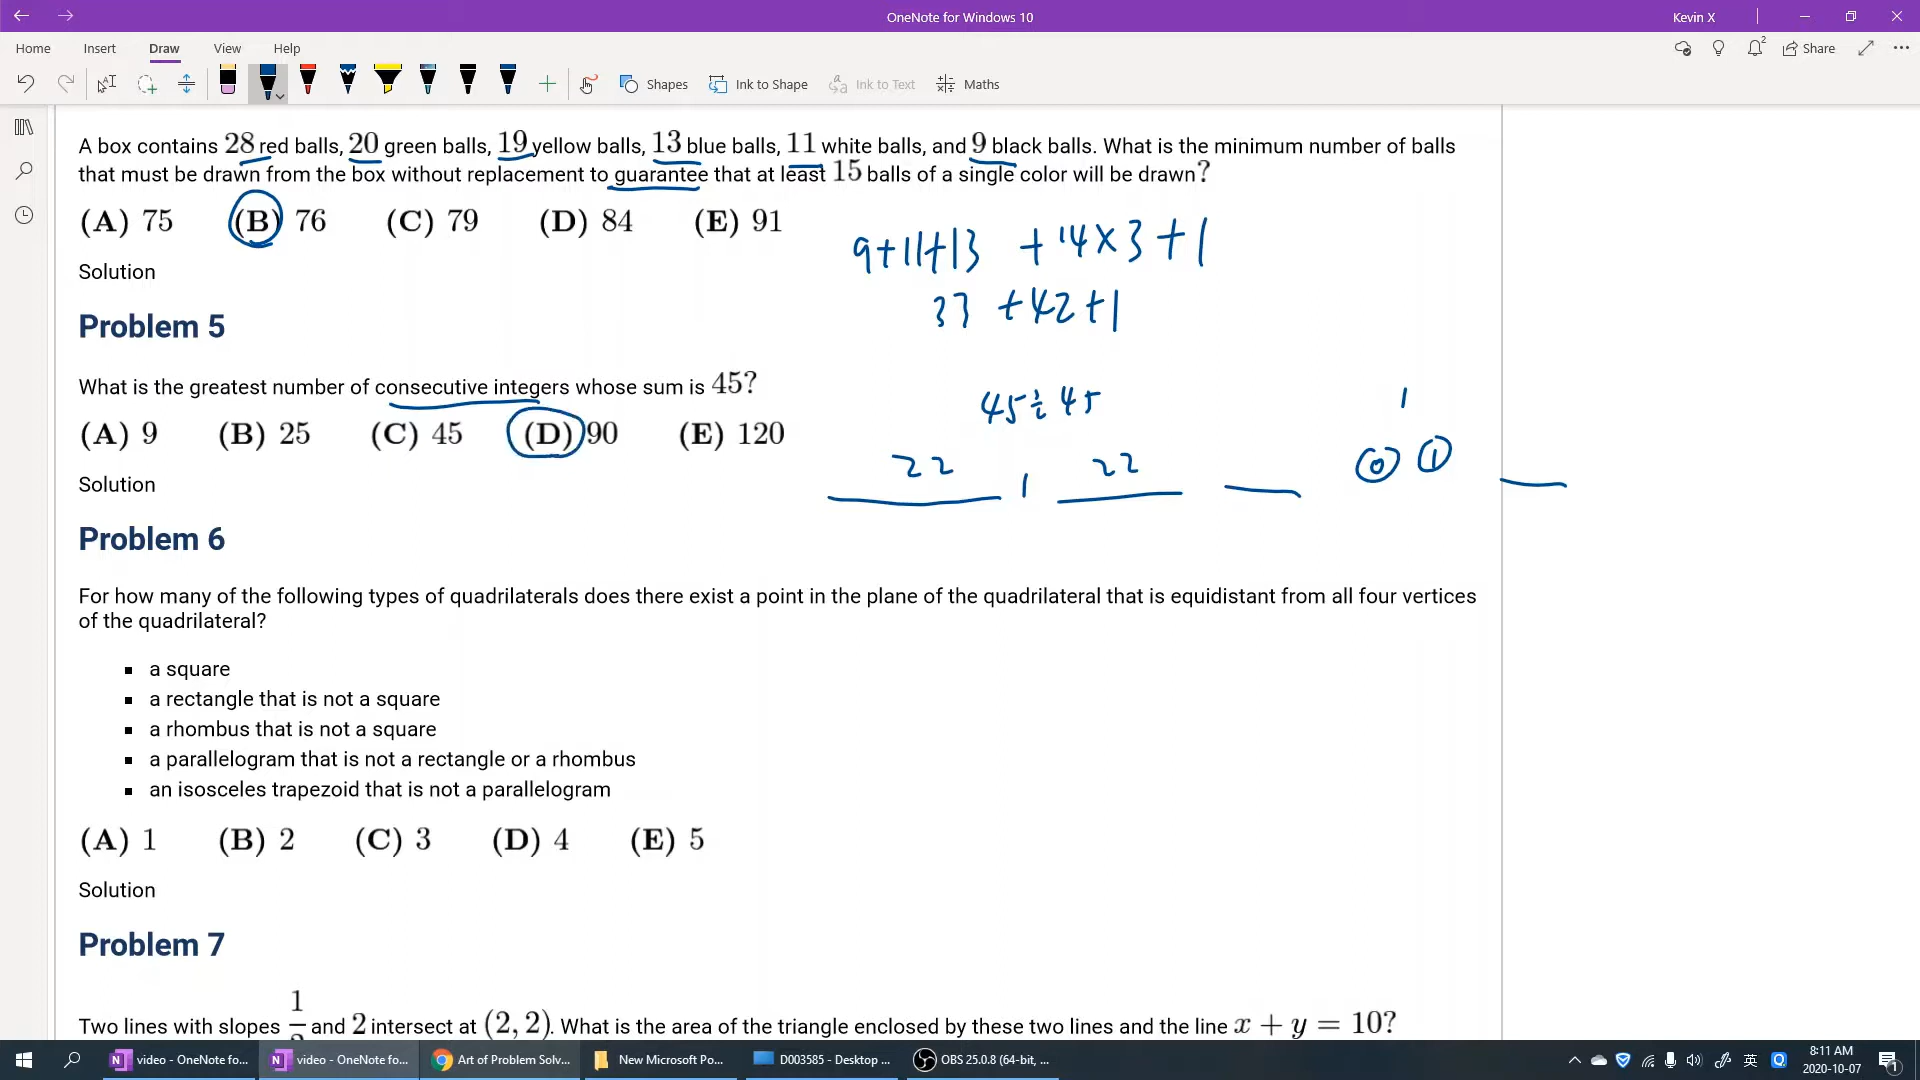 OneNote for Windows 10
Kevin X
Home Insert Draw View Help
2
Share
Shapes Ink to Shape Ink to Text Maths
A box contains 28 red balls, 20 green balls, 19 yellow balls, 13 blue balls, 11 white balls, and 9 black balls. What is the minimum number of balls
that must be drawn from the box without replacement to guarantee that at least 15 balls of a single color will be drawn?
(A) 75 (B) 76 (C) 79 (D) 84 (E) 91
9+11+13 +14×3+1
Solution
33 +42+1
Problem 5
What is the greatest number of consecutive integers whose sum is 45?
45÷45
1
(A) 9 (B) 25 (C) 45 (D) 90 (E) 120
22 1 22
0 1
Solution
Problem 6
For how many of the following types of quadrilaterals does there exist a point in the plane of the quadrilateral that is equidistant from all four vertices
of the quadrilateral?
a square
a rectangle that is not a square
a rhombus that is not a square
a parallelogram that is not a rectangle or a rhombus
an isosceles trapezoid that is not a parallelogram
(A) 1 (B) 2 (C) 3 (D) 4 (E) 5
Solution
Problem 7
Two lines with slopes 1/2 and 2 intersect at (2, 2). What is the area of the triangle enclosed by these two lines and the line x + y = 10?
video - OneNote fo... video - OneNote fo... Art of Problem Solv... New Microsoft Po... D003585 - Desktop ... OBS 25.0.8 (64-bit, ...
英
8:11 AM
2020-10-07
1